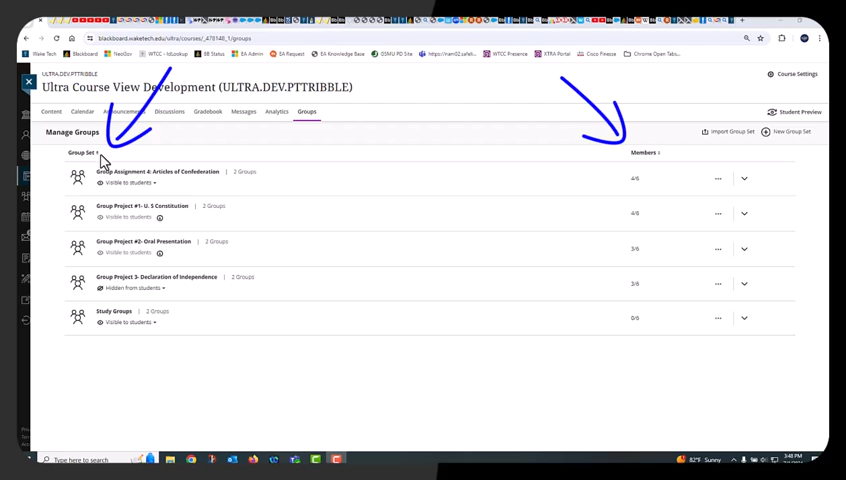 blackboard.waketech.edu/ultra/courses/_478148_1/groups
Wake Tech Blackboard NeoGov WTCC - IdLookup BB Status EA Admin EA Request EA Knowledge Base OSMU PD Site https://nam02.safeli... WTCC Presence XTRA Portal Cisco Finesse Chrome Open Tabs...
ULTRA.DEV.PTTRIBBLE
Ultra Course View Development (ULTRA.DEV.PTTRIBBLE)
Course Settings
Content Calendar Announcements Discussions Gradebook Messages Analytics Groups
Student Preview
Manage Groups
Import Group Set New Group Set
Group Set Members
Group Assignment 4: Articles of Confederation | 2 Groups
4/6
Visible to students
Group Project #1- U. S Constitution | 2 Groups
4/6
Visible to students
Group Project #2- Oral Presentation | 2 Groups
3/6
Visible to students
Group Project 3- Declaration of Independence | 2 Groups
3/6
Hidden from students
Study Groups | 2 Groups
0/6
Visible to students
Type here to search
82°F Sunny
3:48 PM